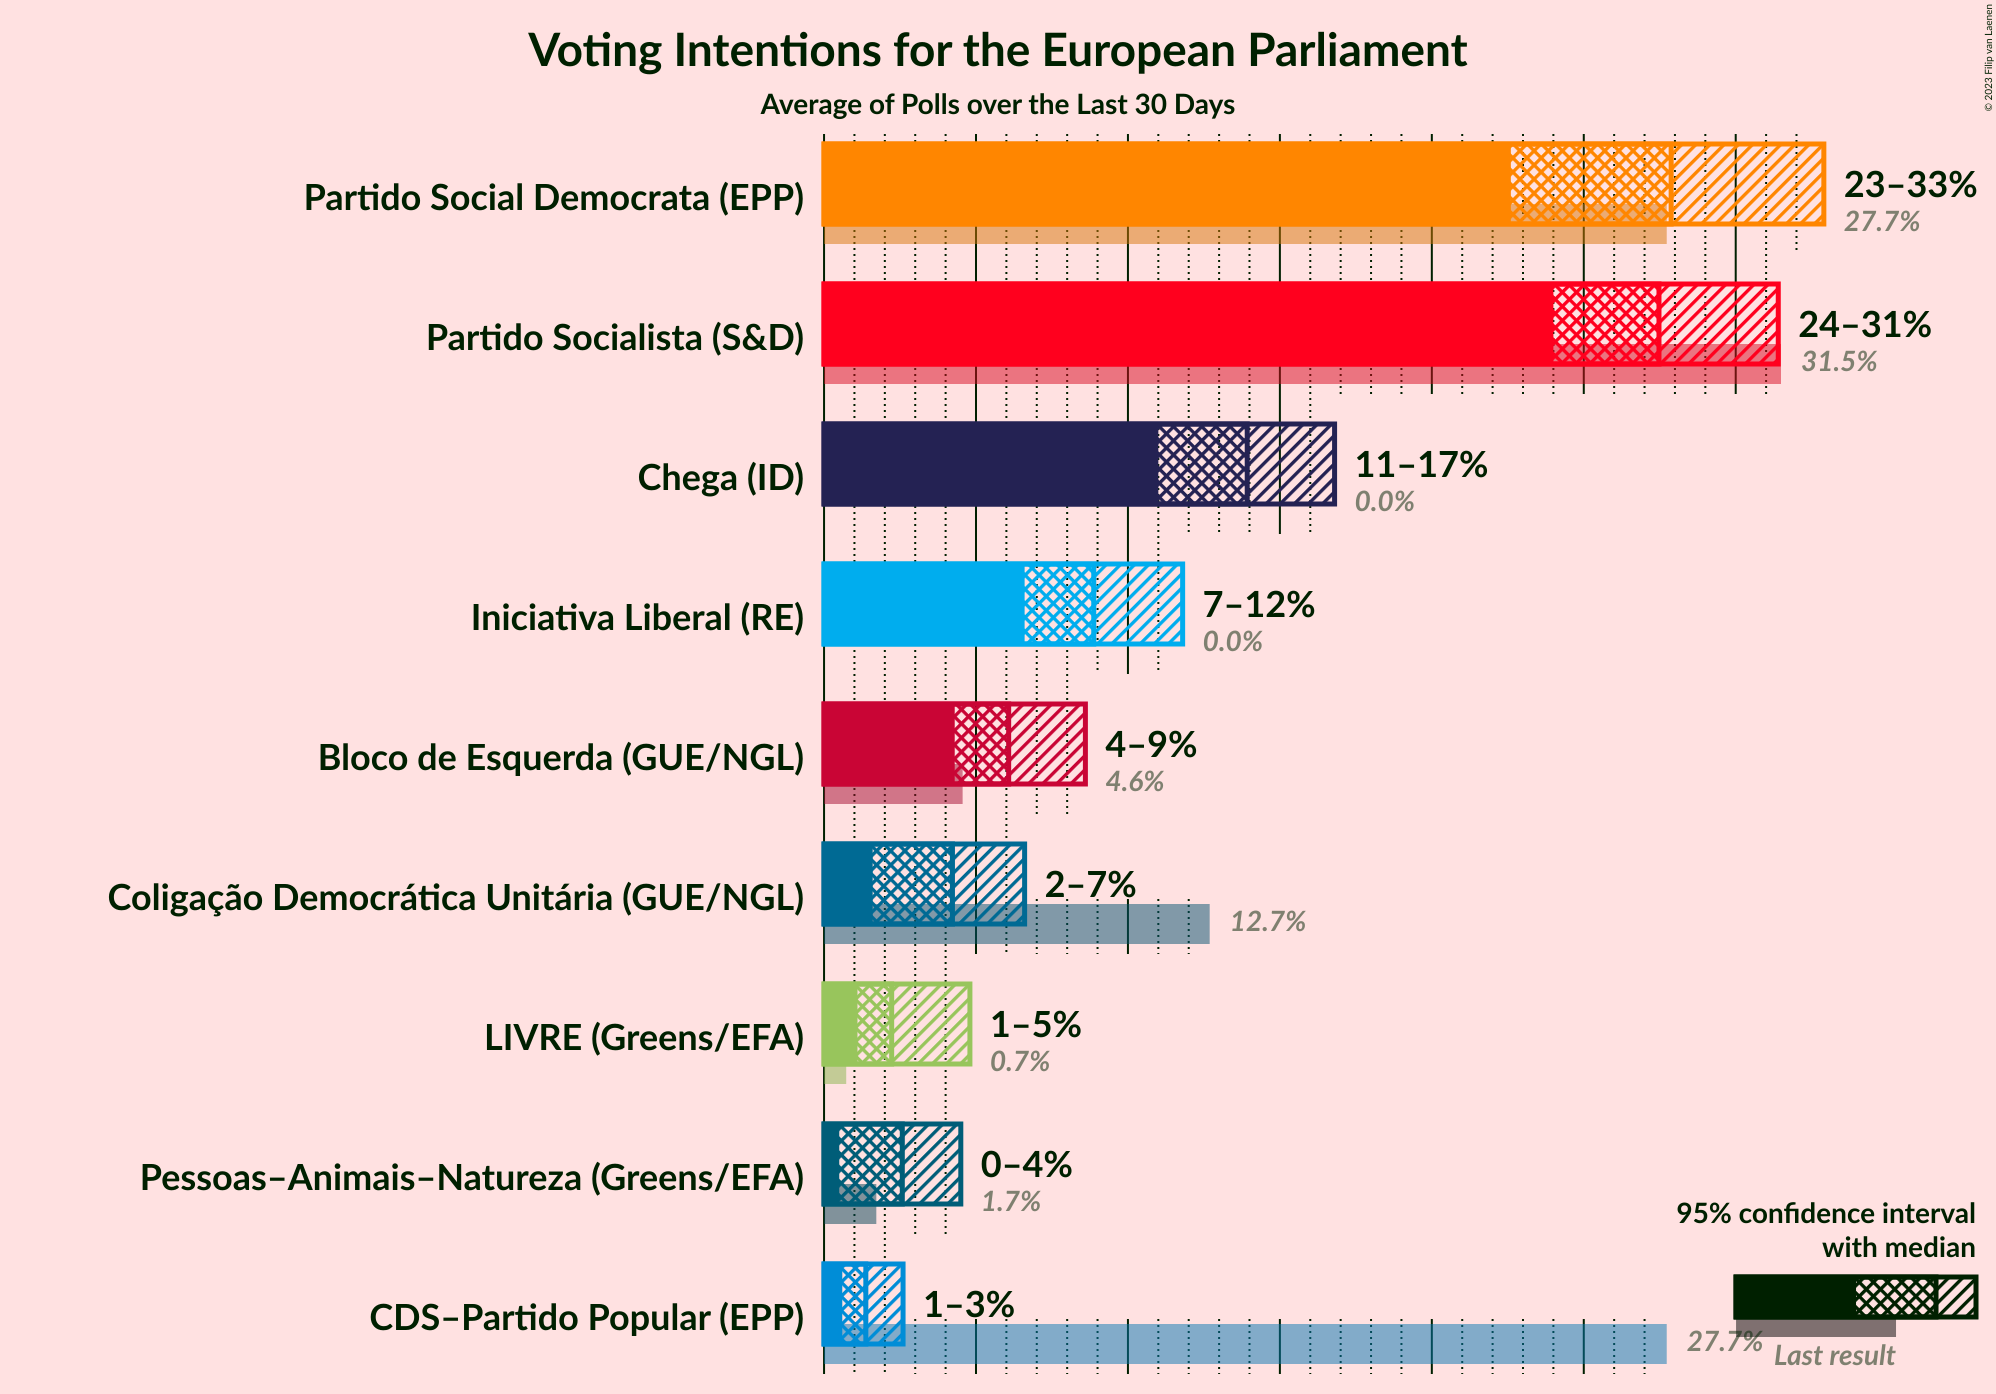 Voting Intentions for the European Parliament
Average of Polls over the Last 30 Days
© 2023 Filip van Laenen
Partido Social Democrata (EPP)
23–33%
27.7%
Partido Socialista (S&D)
24–31%
31.5%
Chega (ID)
11–17%
0.0%
Iniciativa Liberal (RE)
7–12%
0.0%
Bloco de Esquerda (GUE/NGL)
4–9%
4.6%
Coligação Democrática Unitária (GUE/NGL)
2–7%
12.7%
LIVRE (Greens/EFA)
1–5%
0.7%
Pessoas–Animais–Natureza (Greens/EFA)
0–4%
1.7%
CDS–Partido Popular (EPP)
1–3%
27.7%
95% confidence interval
with median
Last result